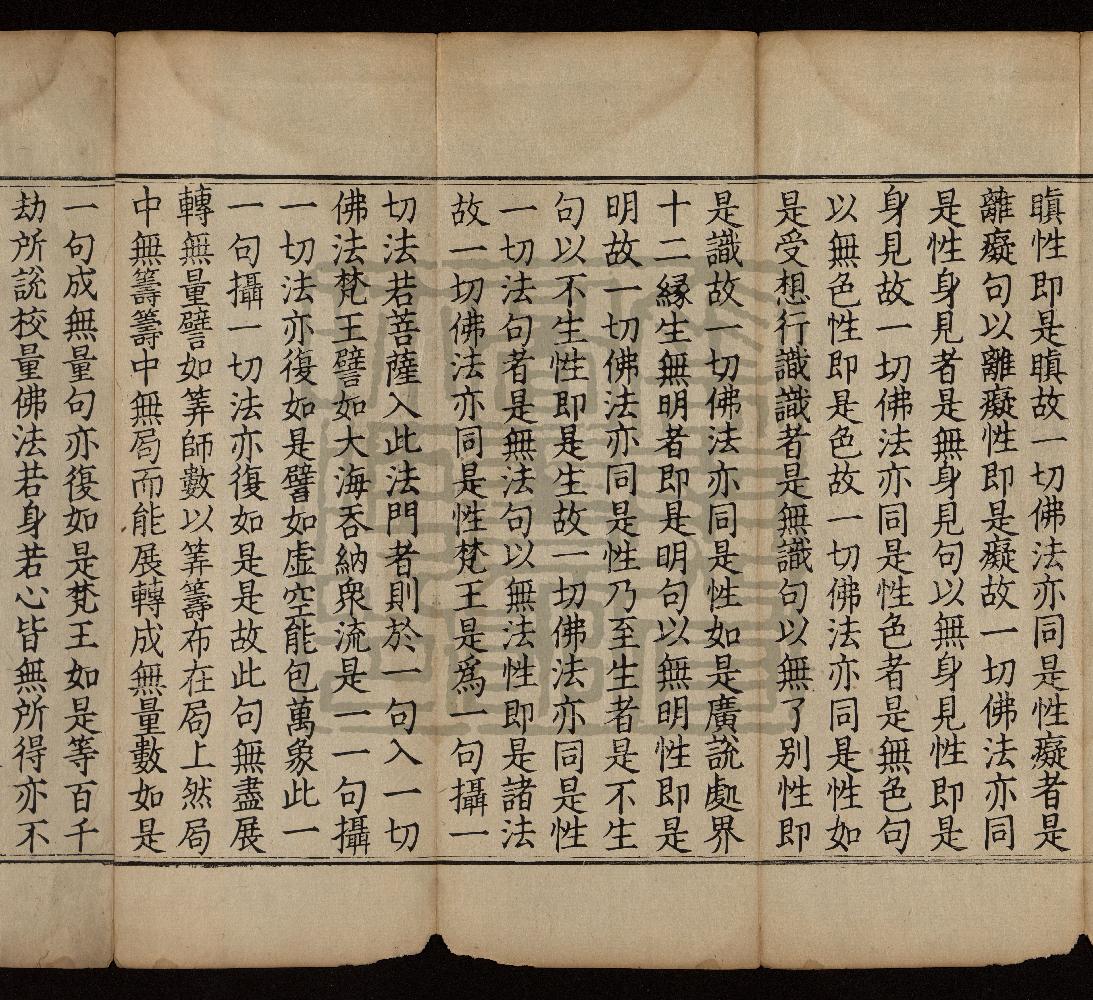 瞋性即是瞋故一切佛法亦同是性癡者是
離癡句以離癡性即是癡故一切佛法亦同
是性身見者是無身見句以無身見性即是
身見故一切佛法亦同是性色者是無色句
以無色性即是色故一切佛法亦同是性如
是受想行識識者是無識句以無了別性即
是識故一切佛法亦同是性如是廣說處界
十二緣生無明者即是明句以無明性即是
明故一切佛法亦同是性乃至生者是不生
句以不生性即是生故一切佛法亦同是性
一切法句者是無法句以無法性即是諸法
故一切佛法亦同是性梵王是為一句攝一
切法若菩薩入此法門者則於一句入一切
佛法梵王譬如大海吞納眾流是一一句攝
一切法亦復如是譬如虛空能包萬象此一
一句攝一切法亦復如是是故此句無盡展
轉無量譬如筭師數以筭籌布在局上然局
中無籌籌中無局而能展轉成無量數如是
一句成無量句亦復如是梵王如是等百千
劫所說校量佛法若身若心皆無所得亦不